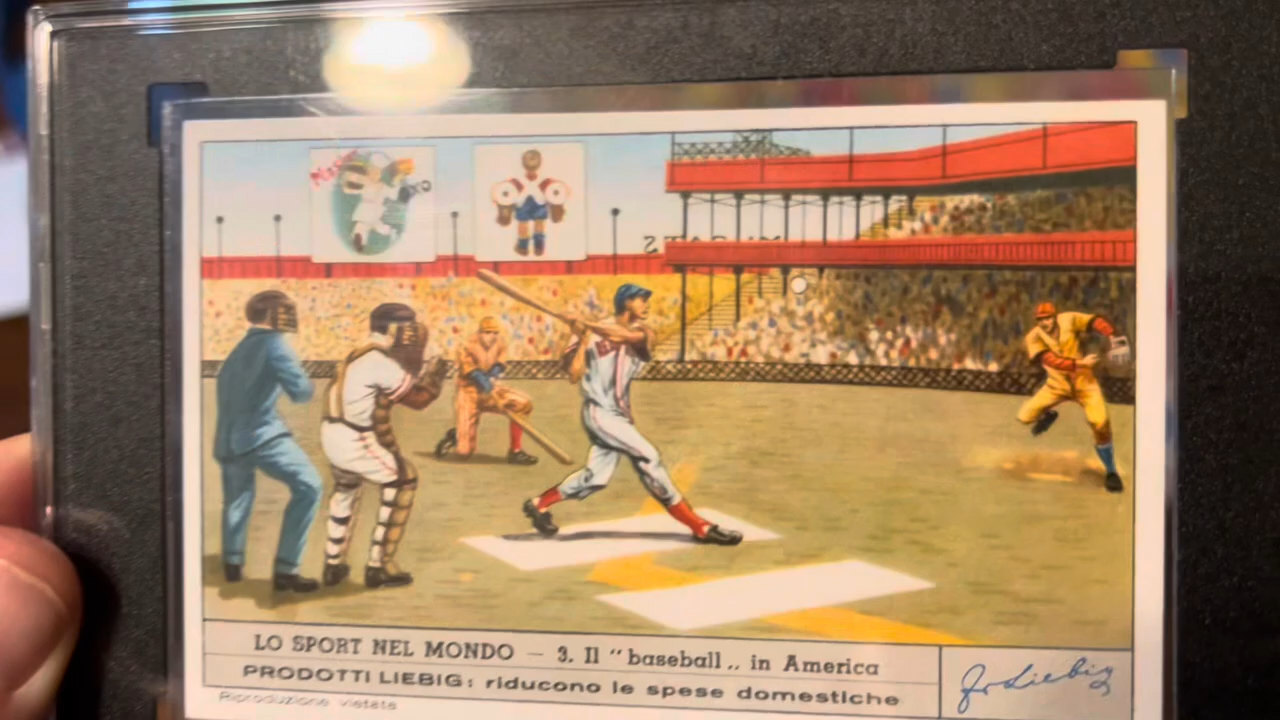 LO SPORT NEL MONDO — 3. Il "baseball„ in America
PRODOTTI LIEBIG: riducono le spese domestiche
Riproduzione vietata
Liebig